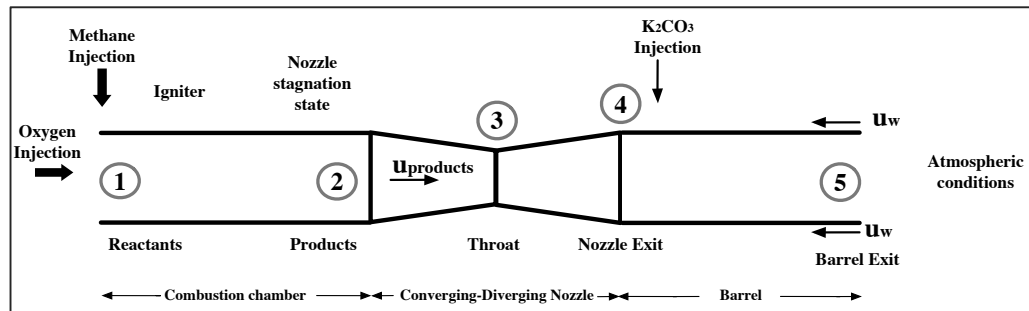 Methane
Injection
K₂CO₃
Injection
Nozzle
stagnation
state
Igniter
Oxygen
Injection
1
2
3
4
5
uproducts
uw
Atmospheric
conditions
uw
Reactants
Products
Throat
Nozzle Exit
Barrel Exit
Combustion chamber
Converging-Diverging Nozzle
Barrel